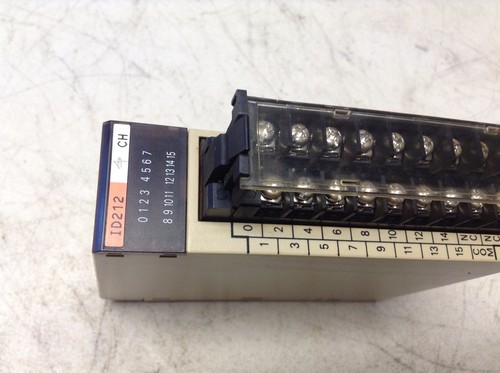 ID212
CH
0 1 2 3 4 5 6 7
8 9 10 11 12 13 14 15
0 2 4 6 8 10 12 14 NC NC
1 3 5 7 9 11 13 15 COM